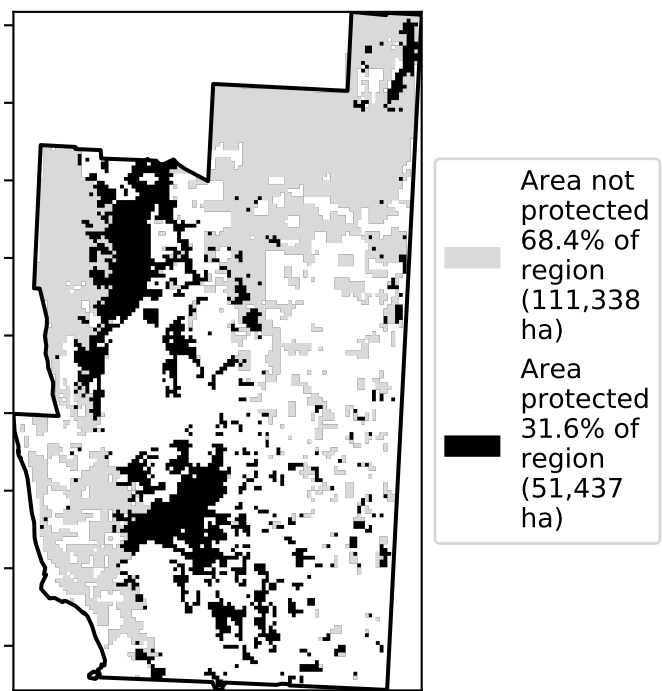 Area not
protected
68.4% of
region
(111,338
ha)
Area
protected
31.6% of
region
(51,437
ha)